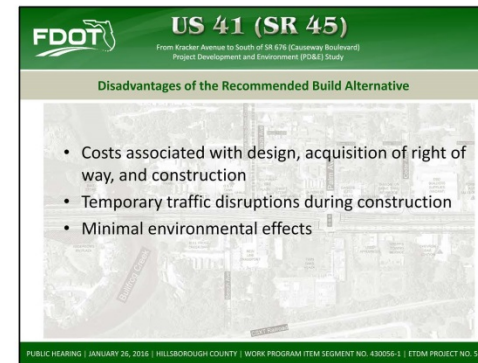 FDOT
US 41 (SR 45)
From Kracker Avenue to South of SR 676 (Causeway Boulevard)
Project Development and Environment (PD&E) Study
Disadvantages of the Recommended Build Alternative
• Costs associated with design, acquisition of right of
way, and construction
• Temporary traffic disruptions during construction
• Minimal environmental effects
PUBLIC HEARING | JANUARY 26, 2016 | HILLSBOROUGH COUNTY | WORK PROGRAM ITEM SEGMENT NO. 430056-1 | ETDM PROJECT NO.